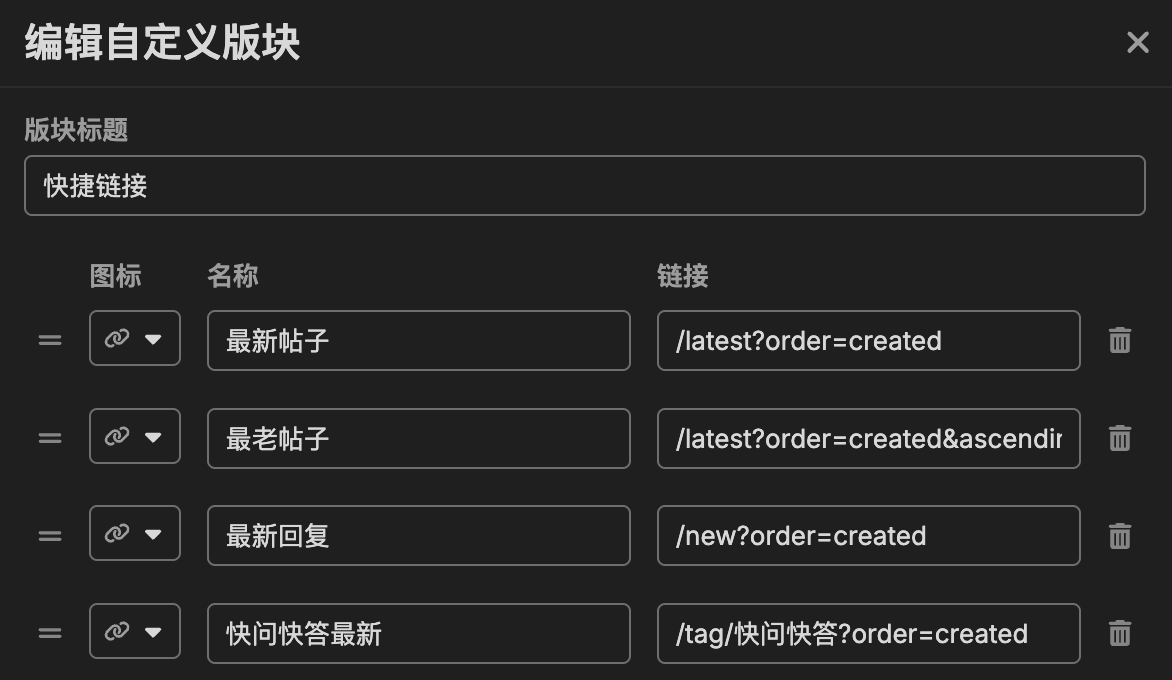 编辑自定义版块
版块标题
快捷链接
图标 名称 链接
最新帖子 /latest?order=created
最老帖子 /latest?order=created&ascendin
最新回复 /new?order=created
快问快答最新 /tag/快问快答?order=created